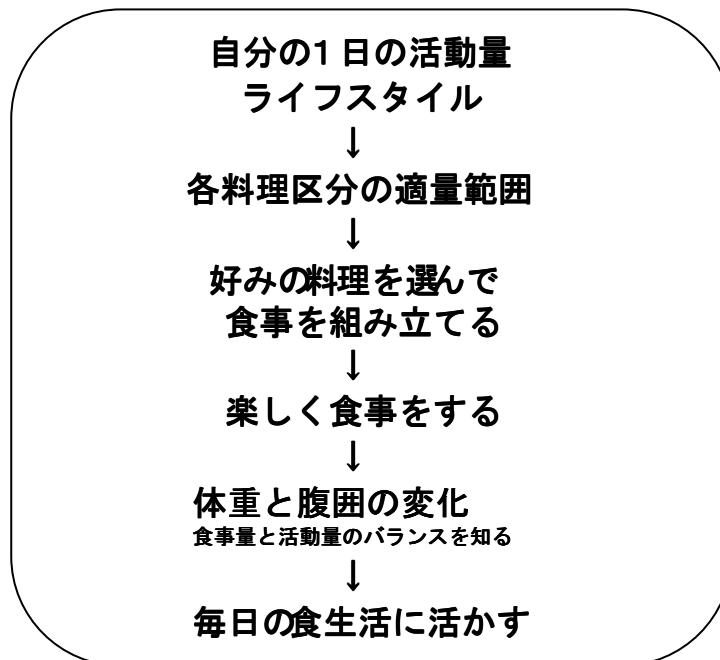 自分の1日の活動量
ライフスタイル
↓
各料理区分の適量範囲
↓
好みの料理を選んで
食事を組み立てる
↓
楽しく食事をする
↓
体重と腹囲の変化
食事量と活動量のバランスを知る
↓
毎日の食生活に活かす